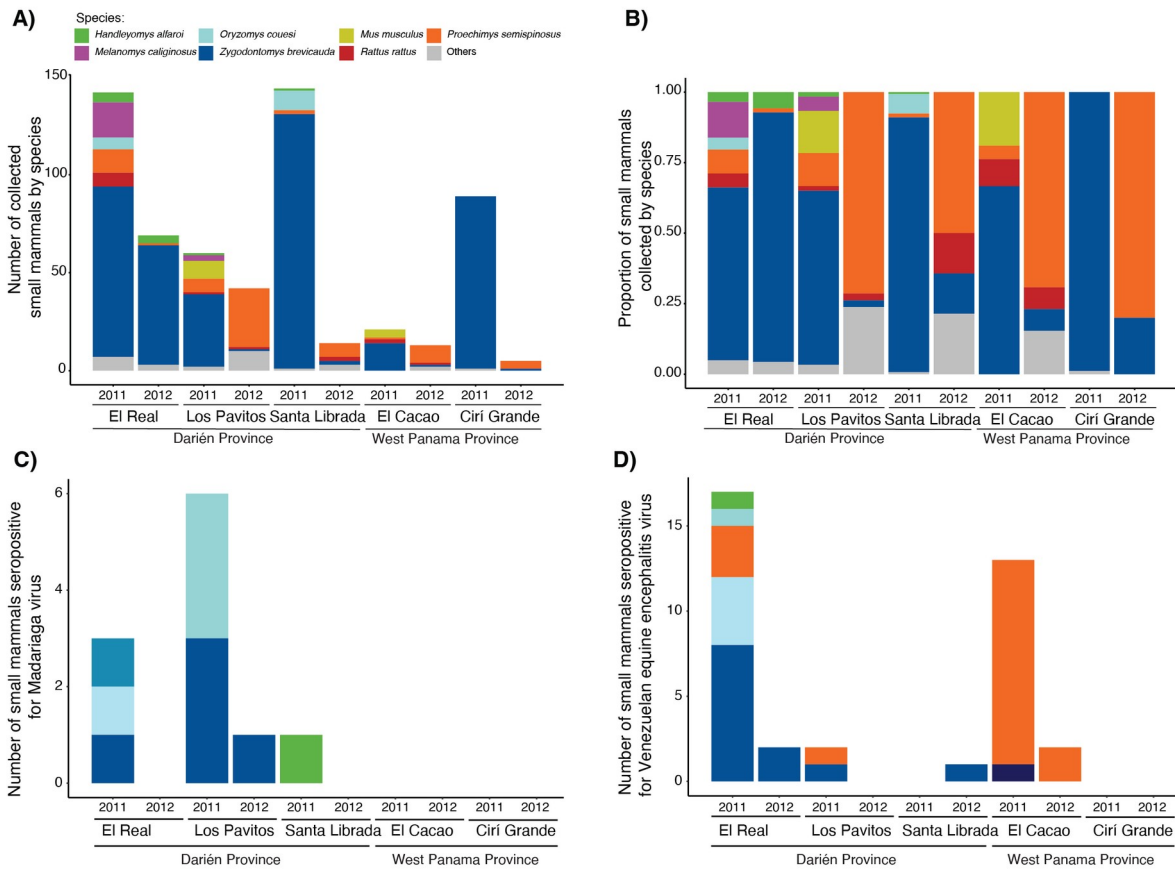 A)
Species:
Handleyomys alfaroi
Oryzomys couesi
Mus musculus
Proechimys semispinosus
Melanomys caliginosus
Zygodontomys brevicauda
Rattus rattus
Others
Number of collected
small mammals by species
150
100
50
0
2011 2012 2011 2012 2011 2012 2011 2012 2011 2012
El Real Los Pavitos Santa Librada El Cacao Cirí Grande
Darién Province West Panama Province
B)
Proportion of small mammals
collected by species
1.00
0.75
0.50
0.25
0.00
2011 2012 2011 2012 2011 2012 2011 2012 2011 2012
El Real Los Pavitos Santa Librada El Cacao Cirí Grande
Darién Province West Panama Province
C)
Number of small mammals seropositive
for Madariaga virus
6
4
2
0
2011 2012 2011 2012 2011 2012 2011 2012 2011 2012
El Real Los Pavitos Santa Librada El Cacao Cirí Grande
Darién Province West Panama Province
D)
Number of small mammals seropositive
for Venezuelan equine encephalitis virus
15
10
5
0
2011 2012 2011 2012 2011 2012 2011 2012 2011 2012
El Real Los Pavitos Santa Librada El Cacao Cirí Grande
Darién Province West Panama Province